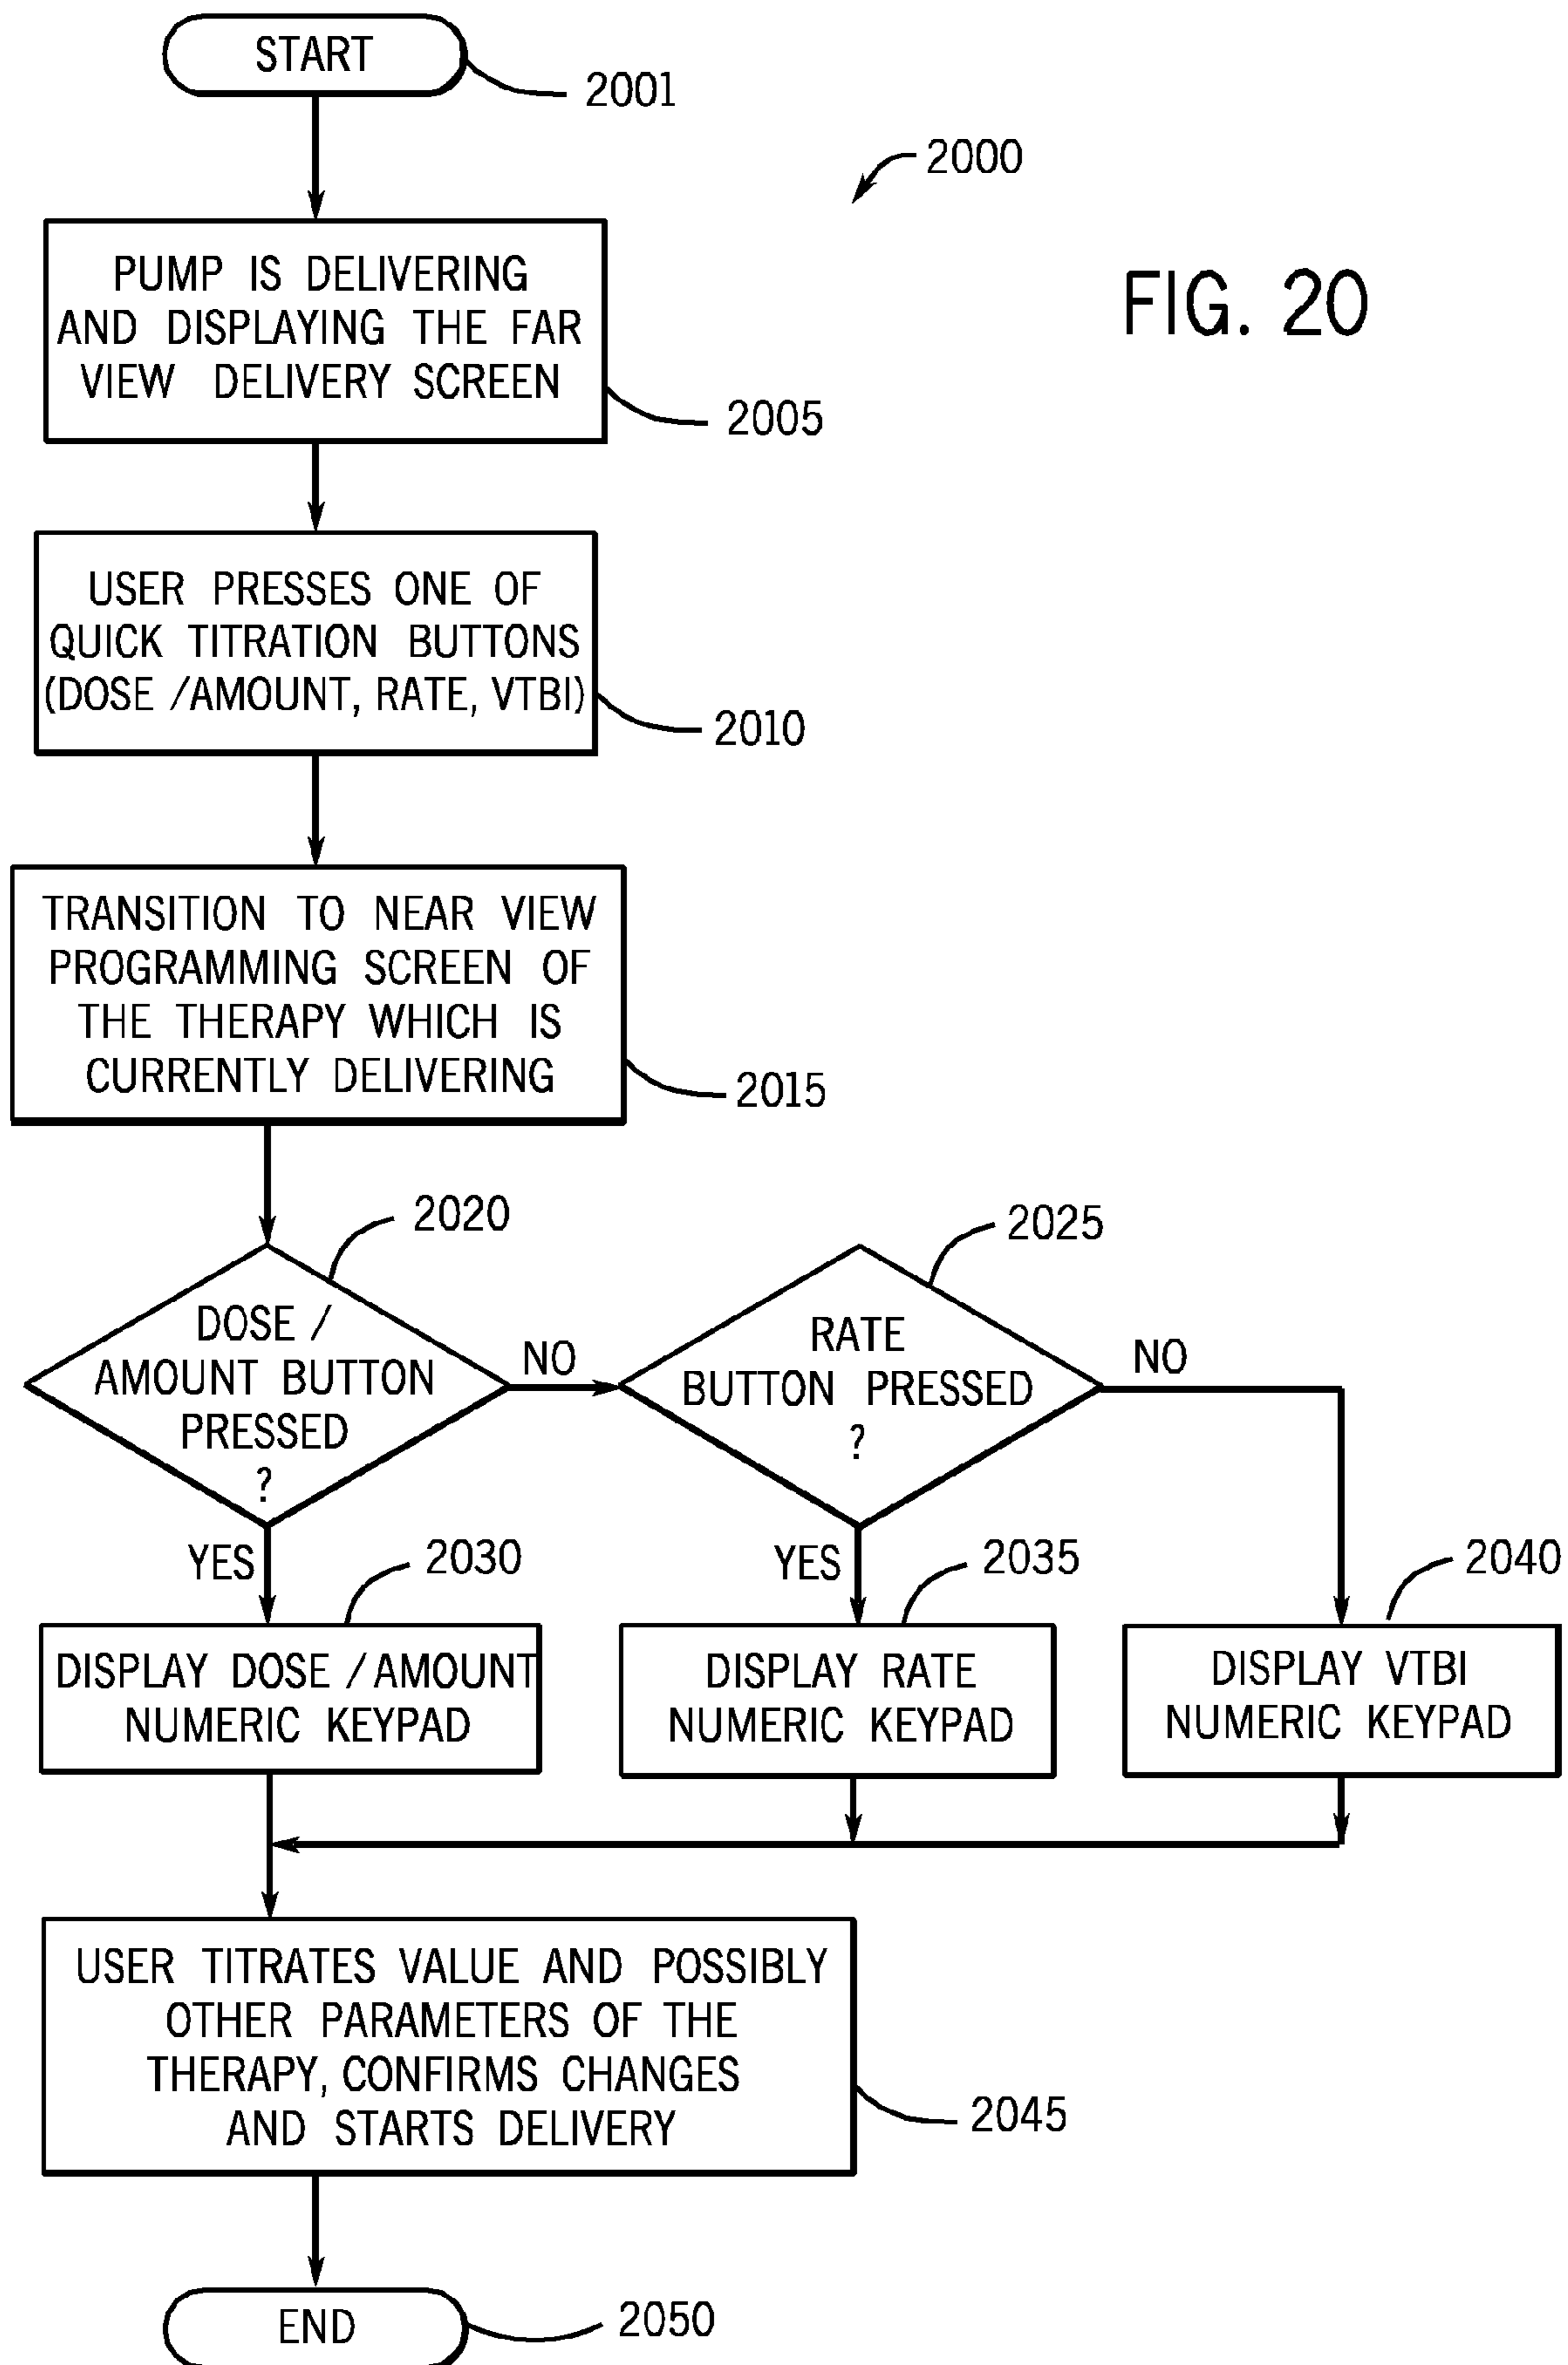 START
2001
2000
FIG. 20
PUMP IS DELIVERING
AND DISPLAYING THE FAR
VIEW DELIVERY SCREEN
2005
USER PRESSES ONE OF
QUICK TITRATION BUTTONS
(DOSE /AMOUNT, RATE, VTBI)
2010
TRANSITION TO NEAR VIEW
PROGRAMMING SCREEN OF
THE THERAPY WHICH IS
CURRENTLY DELIVERING
2015
2020
DOSE /
AMOUNT BUTTON
PRESSED
?
NO
2025
RATE
BUTTON PRESSED
?
NO
YES
2030
YES
2035
2040
DISPLAY DOSE /AMOUNT
NUMERIC KEYPAD
DISPLAY RATE
NUMERIC KEYPAD
DISPLAY VTBI
NUMERIC KEYPAD
USER TITRATES VALUE AND POSSIBLY
OTHER PARAMETERS OF THE
THERAPY, CONFIRMS CHANGES
AND STARTS DELIVERY
2045
END
2050